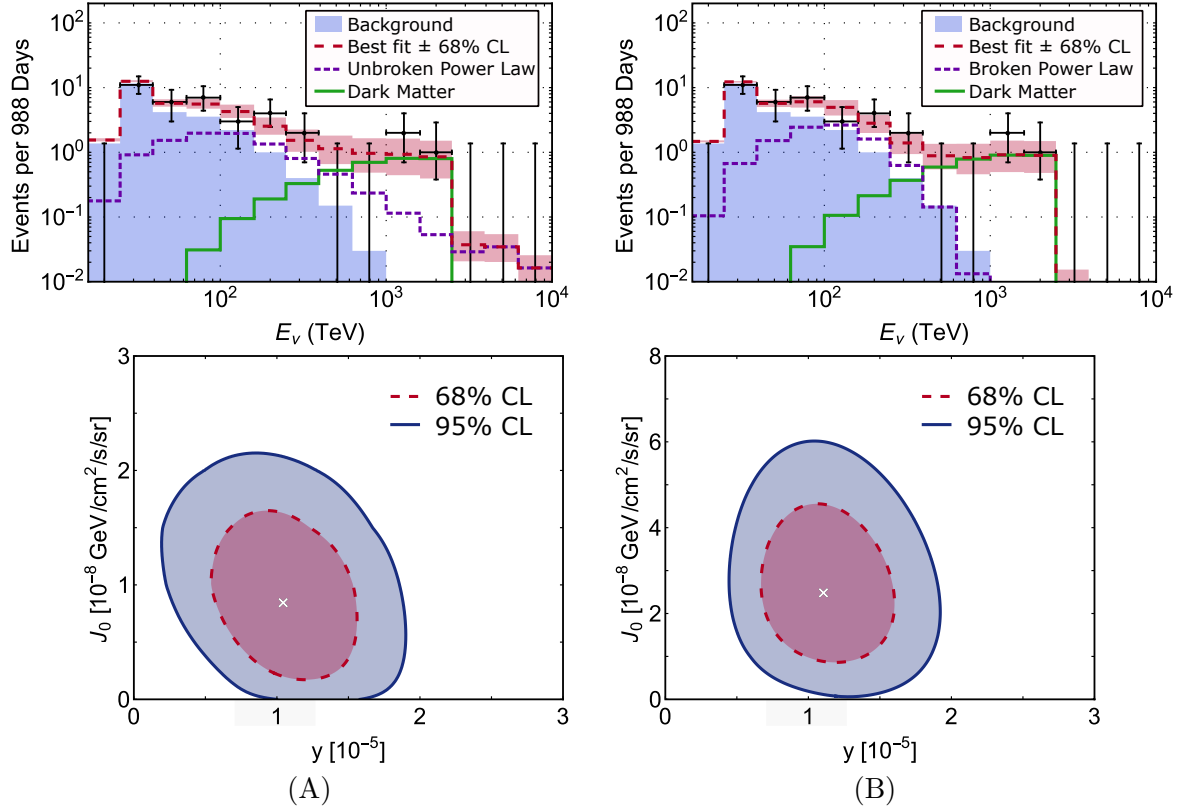 10^2
10^1
10^0
10^-1
10^-2
Events per 988 Days
Background
Best fit ± 68% CL
Unbroken Power Law
Dark Matter
10^2
10^3
10^4
E_ν (TeV)
10^2
10^1
10^0
10^-1
10^-2
Events per 988 Days
Background
Best fit ± 68% CL
Broken Power Law
Dark Matter
10^2
10^3
10^4
E_ν (TeV)
3
2
1
0
J_0 [10^-8 GeV/cm^2/s/sr]
68% CL
95% CL
0 1 2 3
y [10^-5]
(A)
8
6
4
2
0
J_0 [10^-8 GeV/cm^2/s/sr]
68% CL
95% CL
0 1 2 3
y [10^-5]
(B)